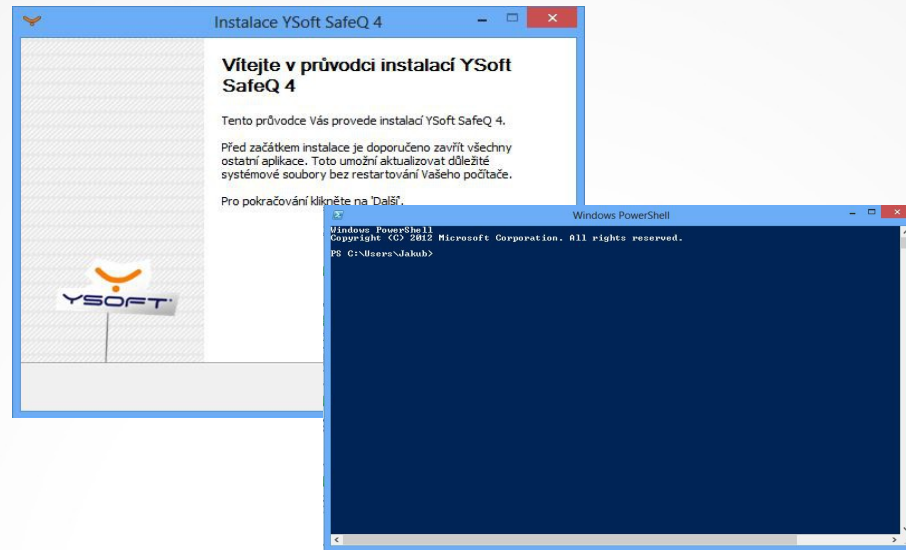 Instalace YSoft SafeQ 4
Vítejte v průvodci instalací YSoft
SafeQ 4
Tento průvodce Vás provede instalací YSoft SafeQ 4.
Před začátkem instalace je doporučeno zavřít všechny
ostatní aplikace. Toto umožní aktualizovat důležité
systémové soubory bez restartování Vašeho počítače.
Pro pokračování klikněte na 'Další'.
YSOFT
Windows PowerShell
Windows PowerShell
Copyright (C) 2012 Microsoft Corporation. All rights reserved.
PS C:\Users\Jakub>